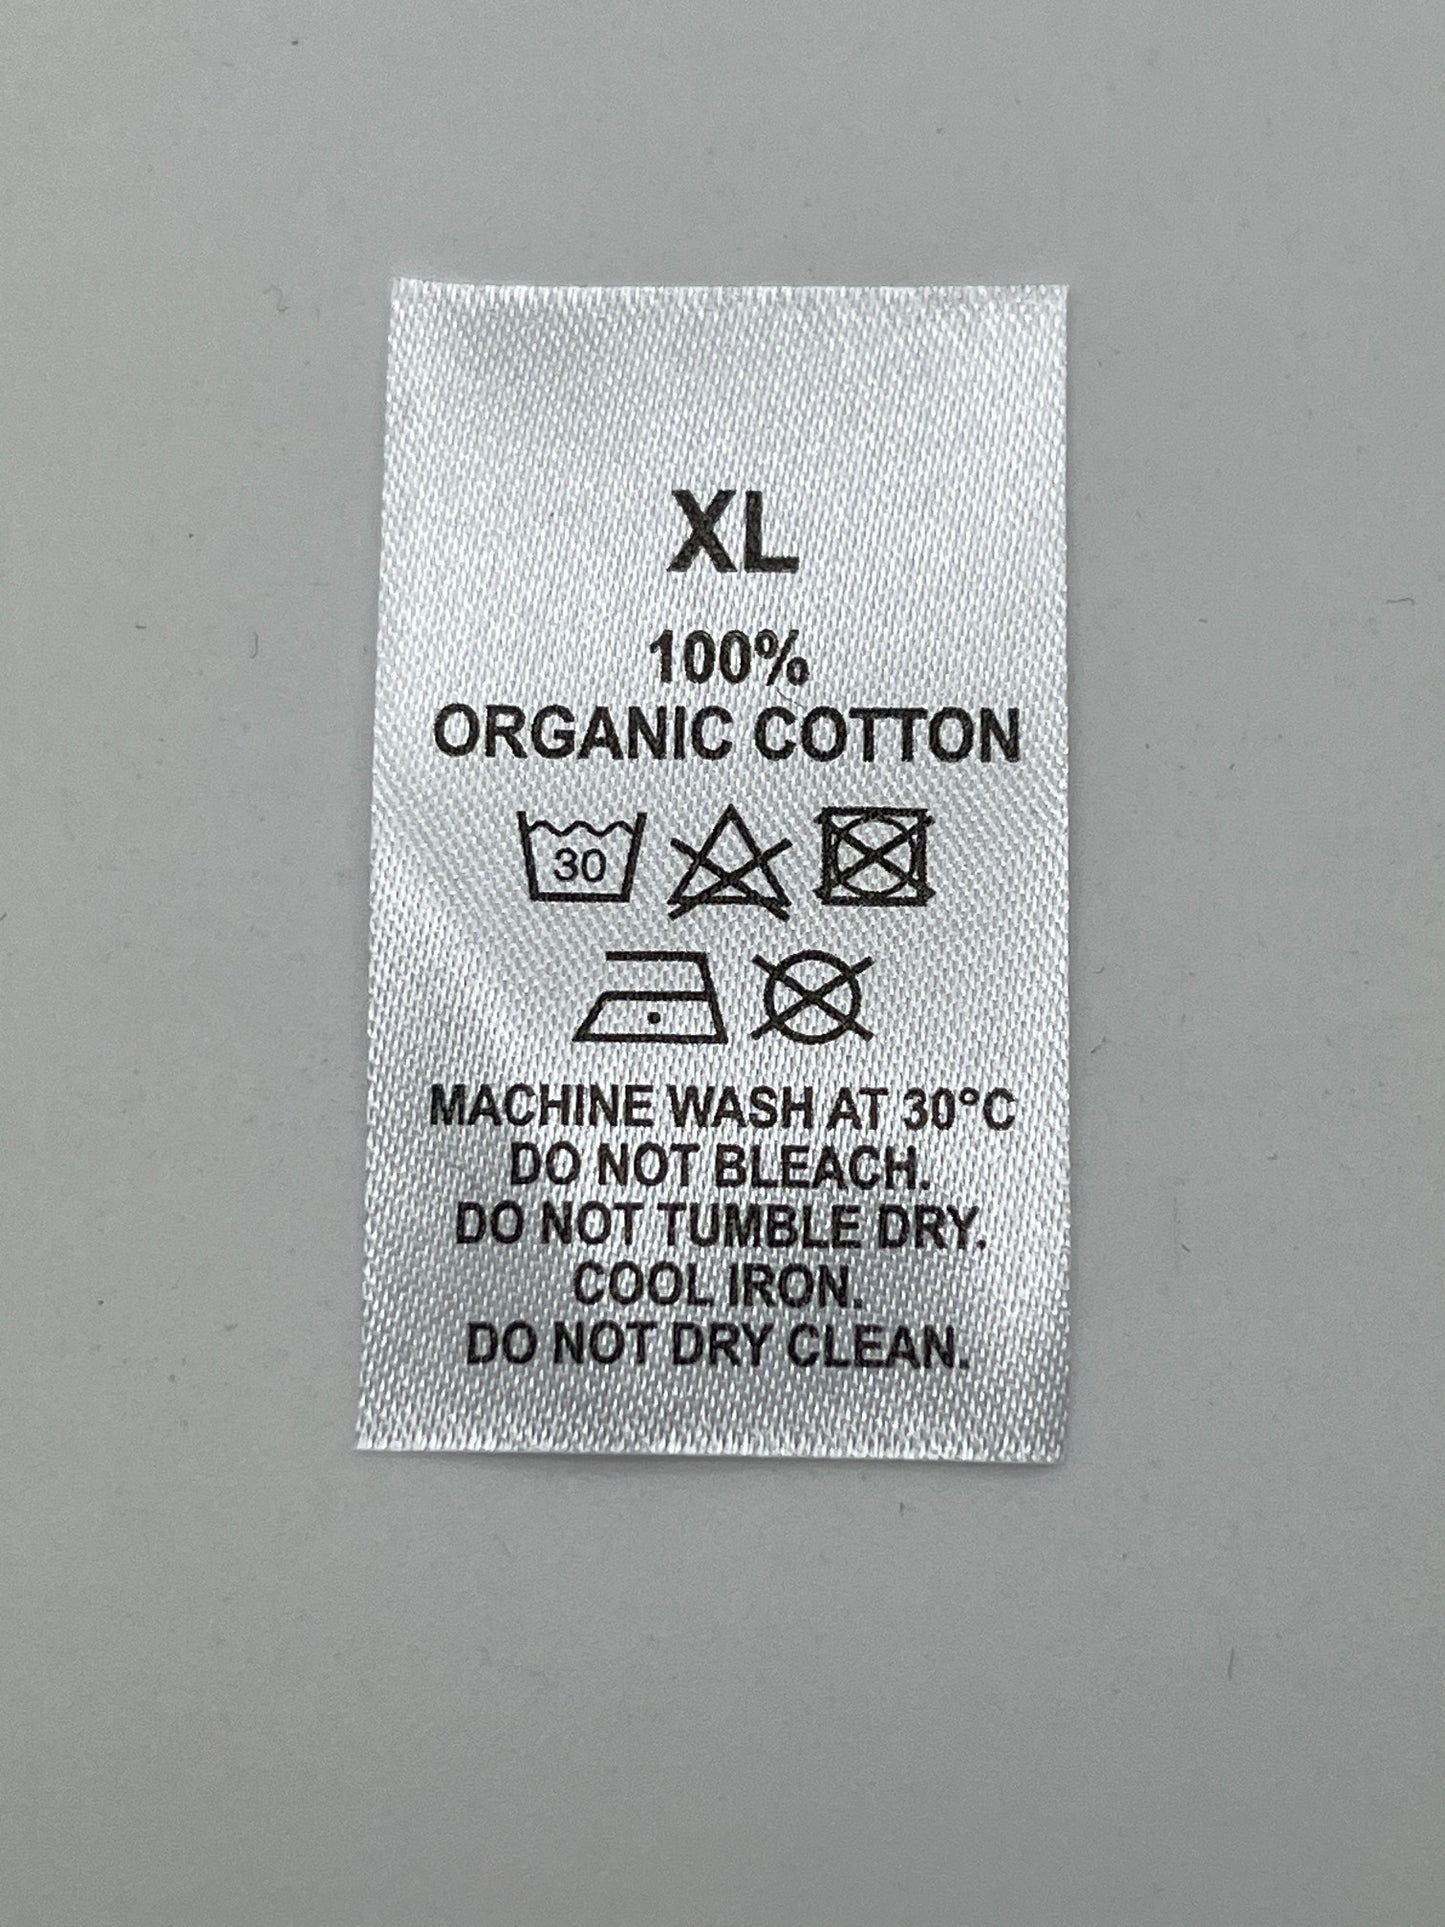 XL
100%
ORGANIC COTTON
30
MACHINE WASH AT 30°C
DO NOT BLEACH.
DO NOT TUMBLE DRY.
COOL IRON.
DO NOT DRY CLEAN.